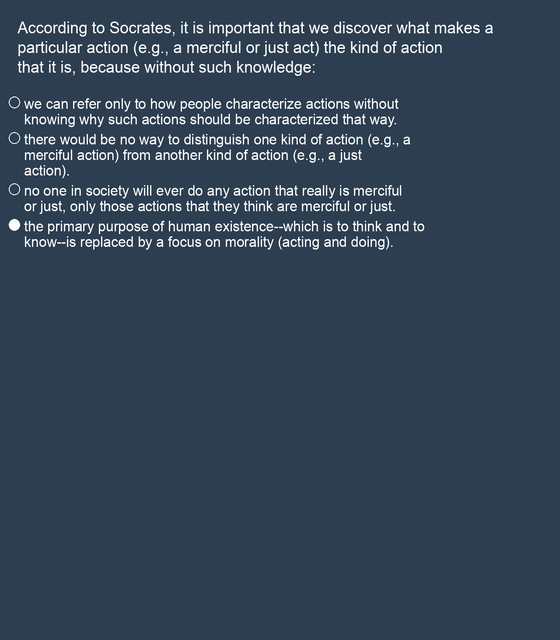 According to Socrates, it is important that we discover what makes a
particular action (e.g., a merciful or just act) the kind of action
that it is, because without such knowledge:
we can refer only to how people characterize actions without
knowing why such actions should be characterized that way.
there would be no way to distinguish one kind of action (e.g., a
merciful action) from another kind of action (e.g., a just
action).
no one in society will ever do any action that really is merciful
or just, only those actions that they think are merciful or just.
the primary purpose of human existence--which is to think and to
know--is replaced by a focus on morality (acting and doing).